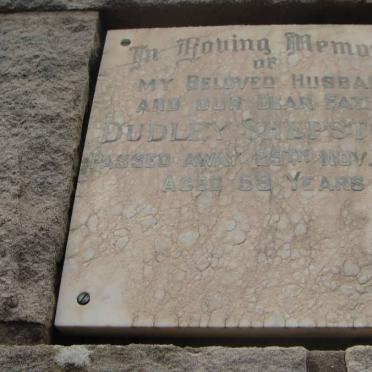 In Loving Memo
of
My Beloved Husba
and our Dear Fat
Dudley Shepst
Passed away 25th Nov.
Aged 59 Years